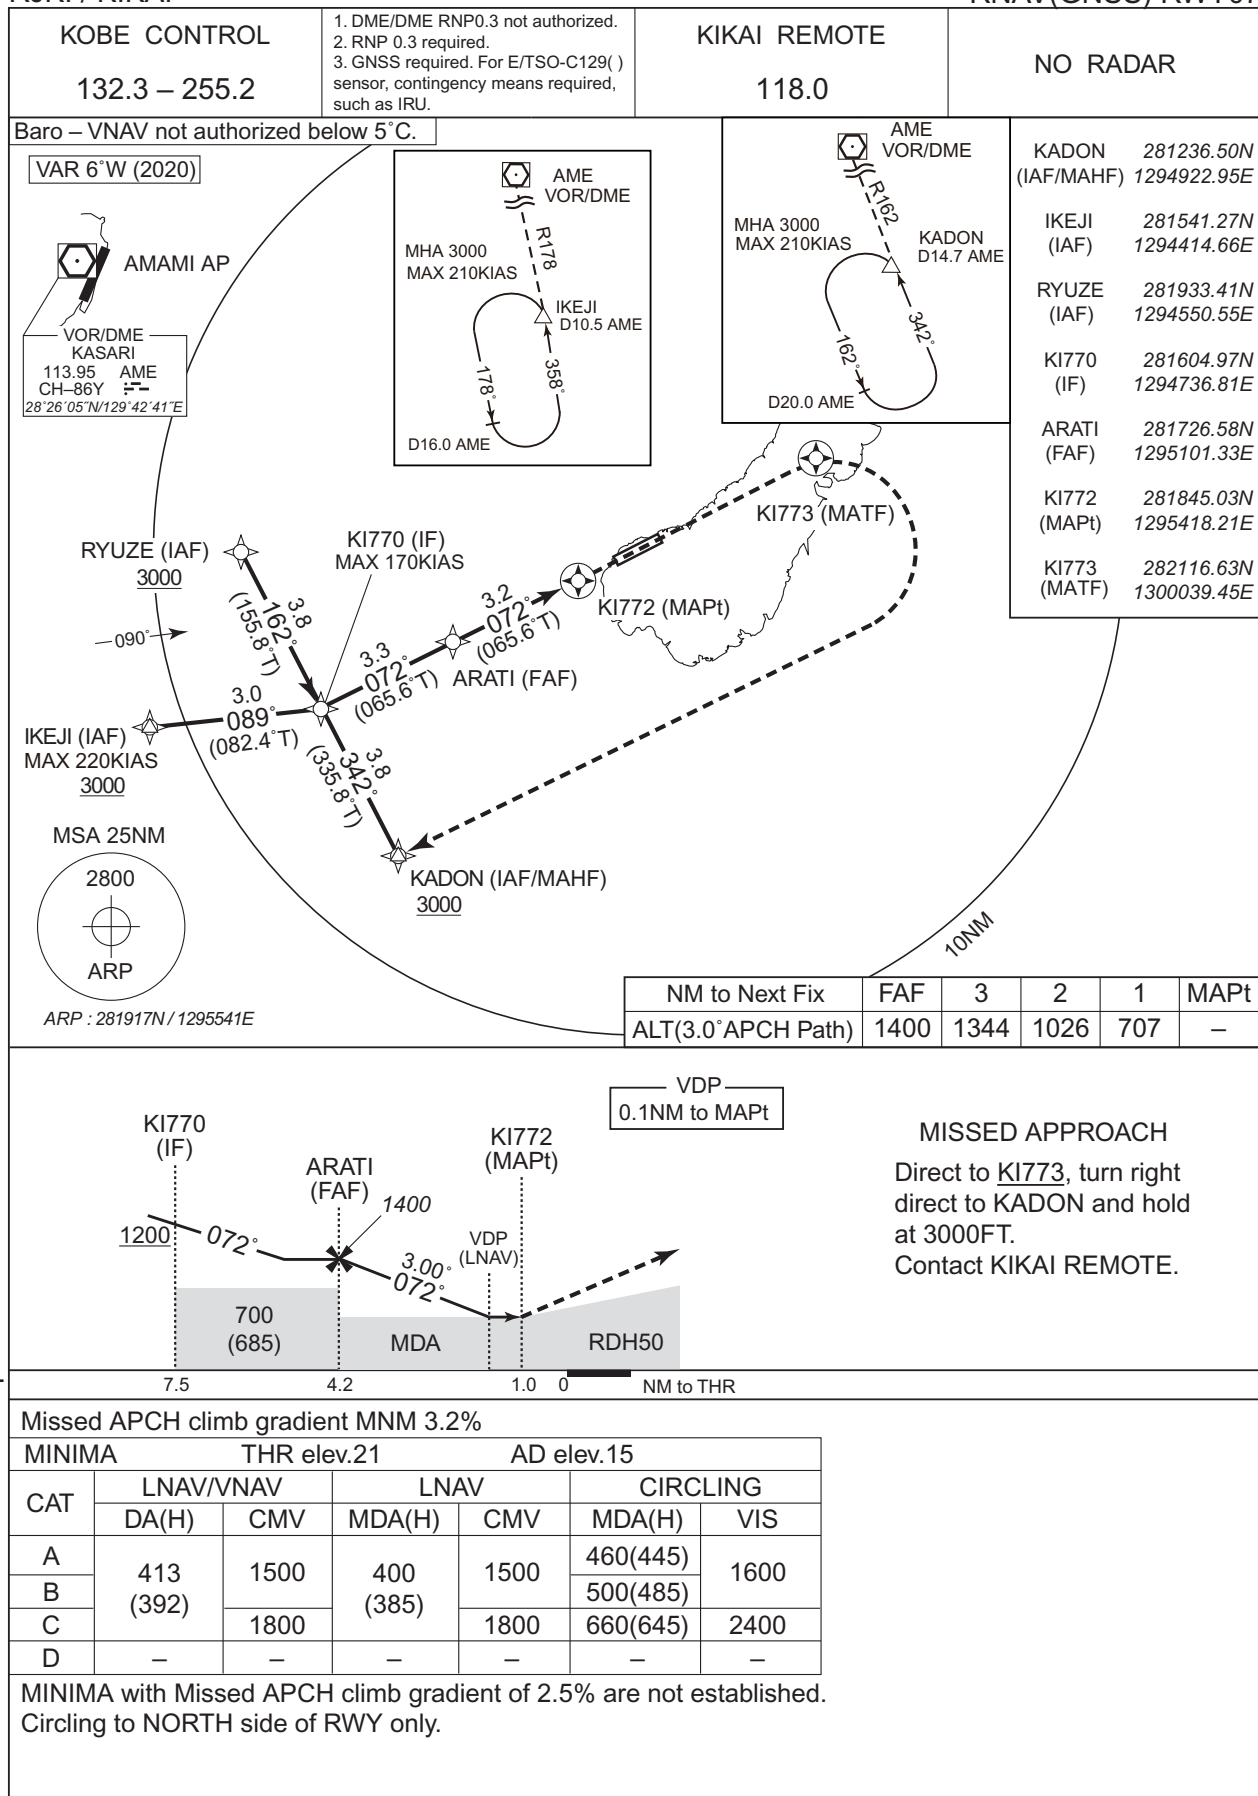 KOBE CONTROL
132.3 – 255.2
1. DME/DME RNP0.3 not authorized.
2. RNP 0.3 required.
3. GNSS required. For E/TSO-C129( )
sensor, contingency means required,
such as IRU.
KIKAI REMOTE
118.0
NO RADAR
Baro – VNAV not authorized below 5˚C.
VAR 6˚W (2020)
AMAMI AP
VOR/DME
KASARI
113.95 AME
CH–86Y
28˚26´05˝N/129˚42´41˝E
AME
VOR/DME
R178
MHA 3000
MAX 210KIAS
IKEJI
D10.5 AME
178˚
358˚
D16.0 AME
AME
VOR/DME
R162
MHA 3000
MAX 210KIAS
KADON
D14.7 AME
162˚
342˚
D20.0 AME
KADON 281236.50N
(IAF/MAHF) 1294922.95E
IKEJI 281541.27N
(IAF) 1294414.66E
RYUZE 281933.41N
(IAF) 1294550.55E
KI770 281604.97N
(IF) 1294736.81E
ARATI 281726.58N
(FAF) 1295101.33E
KI772 281845.03N
(MAPt) 1295418.21E
KI773 282116.63N
(MATF) 1300039.45E
KI773 (MATF)
RYUZE (IAF)
3000
KI770 (IF)
MAX 170KIAS
3.8
162˚
(155.8˚T)
090˚
3.2
072˚
(065.6˚T)
KI772 (MAPt)
3.3
072˚
(065.6˚T)
ARATI (FAF)
3.0
089˚
(082.4˚T)
IKEJI (IAF)
MAX 220KIAS
3000
3.8
342˚
(335.8˚T)
KADON (IAF/MAHF)
3000
MSA 25NM
2800
ARP
ARP : 281917N / 1295541E
10NM
NM to Next Fix FAF 3 2 1 MAPt
ALT(3.0˚APCH Path) 1400 1344 1026 707 –
VDP
0.1NM to MAPt
KI770
(IF)
ARATI
(FAF)
1400
KI772
(MAPt)
VDP
(LNAV)
1200
072˚
3.00˚
072˚
700
(685)
MDA
RDH50
7.5 4.2 1.0 0 NM to THR
MISSED APPROACH
Direct to KI773, turn right
direct to KADON and hold
at 3000FT.
Contact KIKAI REMOTE.
Missed APCH climb gradient MNM 3.2%
MINIMA THR elev.21 AD elev.15
CAT LNAV/VNAV LNAV CIRCLING
DA(H) CMV MDA(H) CMV MDA(H) VIS
A 413 (392) 1500 400 (385) 1500 460(445) 1600
B 500(485)
C 1800 1800 660(645) 2400
D – – – – – –
MINIMA with Missed APCH climb gradient of 2.5% are not established.
Circling to NORTH side of RWY only.